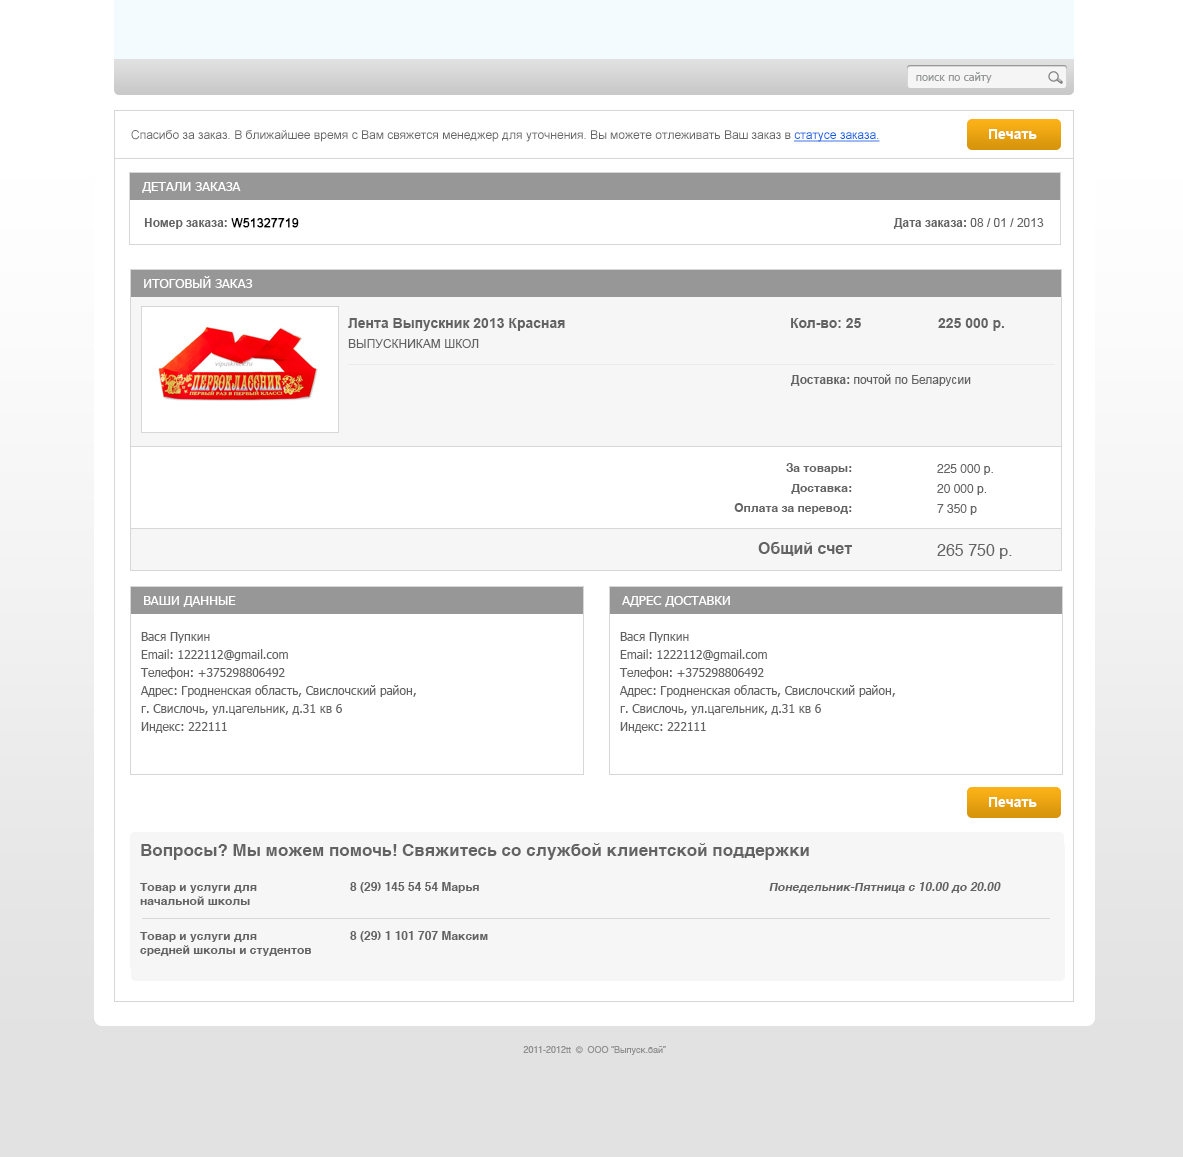 поиск по сайту
Спасибо за заказ. В ближайшее время с Вам свяжется менеджер для уточнения. Вы можете отлеживать Ваш заказ в статусе заказа.
Печать
ДЕТАЛИ ЗАКАЗА
Номер заказа: W51327719
Дата заказа: 08 / 01 / 2013
ИТОГОВЫЙ ЗАКАЗ
ПЕРВОКЛАССНИК
ПЕРВЫЙ РАЗ В ПЕРВЫЙ КЛАСС!
Лента Выпускник 2013 Красная
Кол-во: 25
225 000 р.
ВЫПУСКНИКАМ ШКОЛ
Доставка: почтой по Беларусии
За товары: 225 000 р.
Доставка: 20 000 р.
Оплата за перевод: 7 350 р
Общий счет 265 750 р.
ВАШИ ДАННЫЕ
Вася Пупкин
Email: 1222112@gmail.com
Телефон: +375298806492
Адрес: Гродненская область, Свислочский район,
г. Свислочь, ул.цагельник, д.31 кв 6
Индекс: 222111
АДРЕС ДОСТАВКИ
Вася Пупкин
Email: 1222112@gmail.com
Телефон: +375298806492
Адрес: Гродненская область, Свислочский район,
г. Свислочь, ул.цагельник, д.31 кв 6
Индекс: 222111
Печать
Вопросы? Мы можем помочь! Свяжитесь со службой клиентской поддержки
Товар и услуги для
начальной школы
8 (29) 145 54 54 Марья
Понедельник-Пятница с 10.00 до 20.00
Товар и услуги для
средней школы и студентов
8 (29) 1 101 707 Максим
2011-2012tt © ООО "Выпуск.бай"